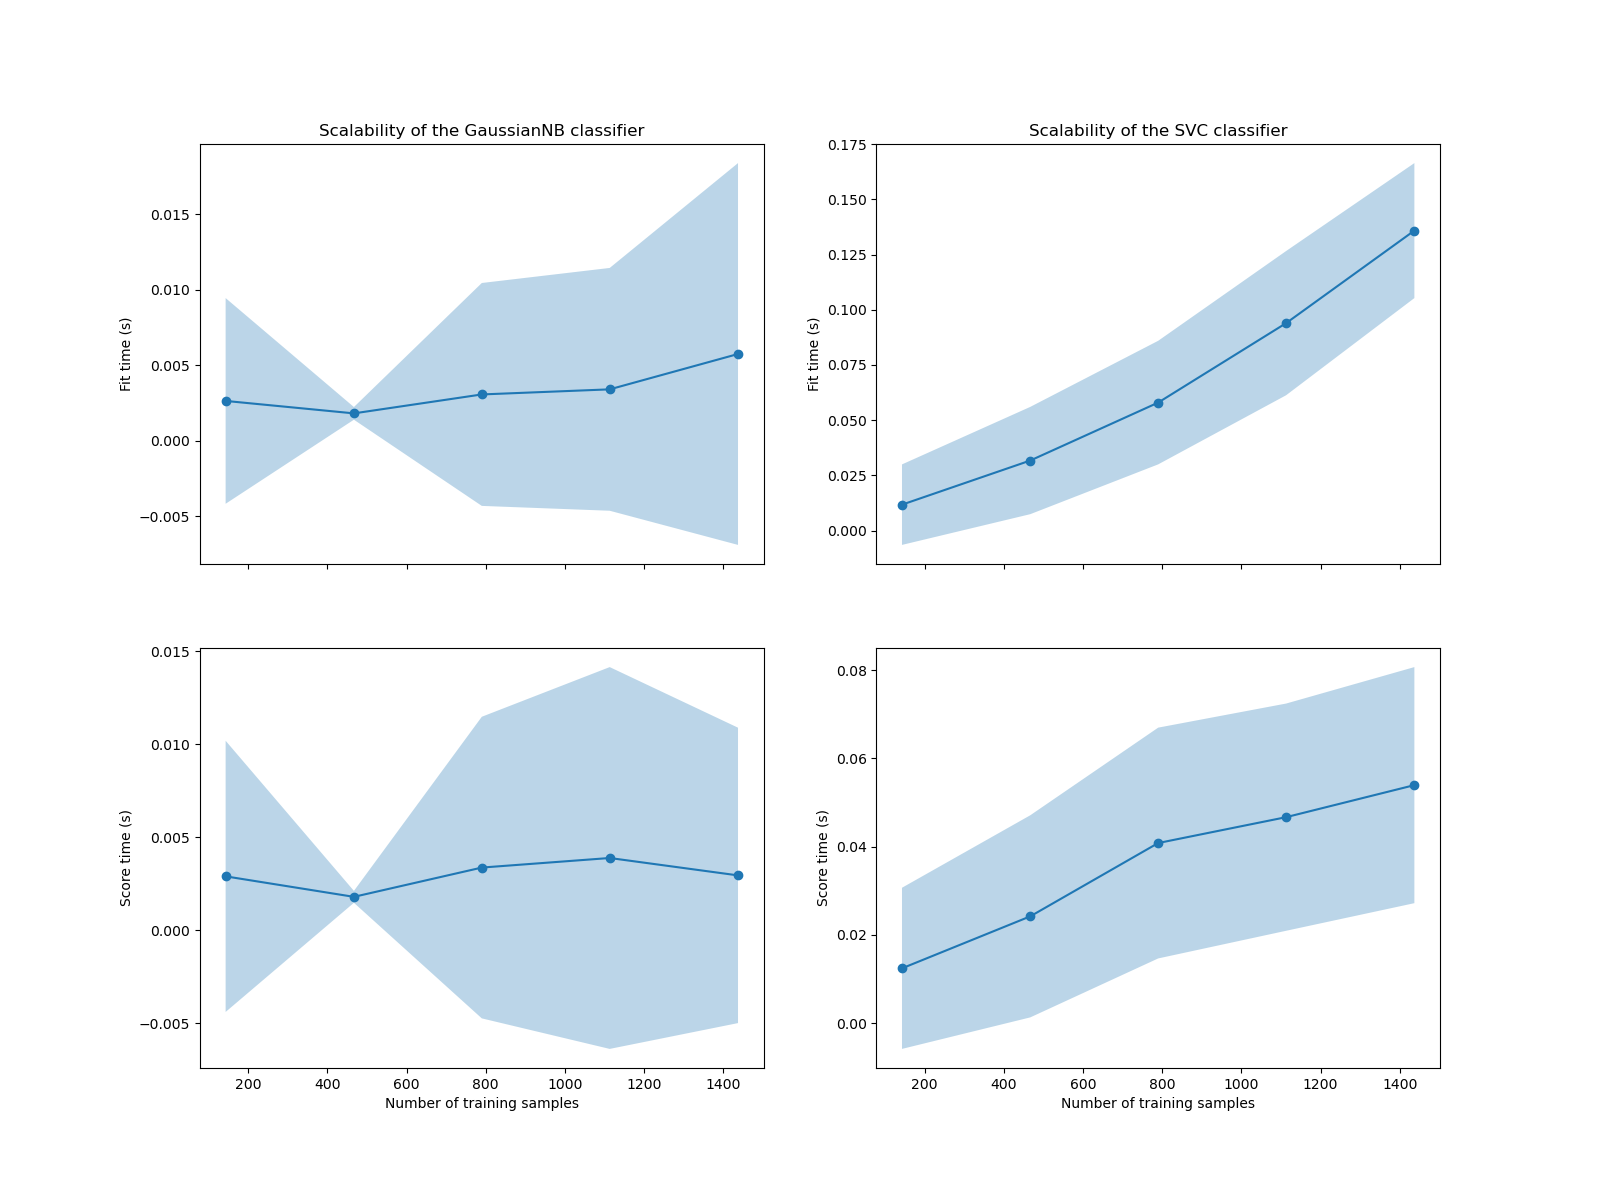 Scalability of the GaussianNB classifier
0.015
0.010
0.005
0.000
−0.005
Fit time (s)
Scalability of the SVC classifier
0.175
0.150
0.125
0.100
0.075
0.050
0.025
0.000
Fit time (s)
0.015
0.010
0.005
0.000
−0.005
Score time (s)
200 400 600 800 1000 1200 1400
Number of training samples
0.08
0.06
0.04
0.02
0.00
Score time (s)
200 400 600 800 1000 1200 1400
Number of training samples